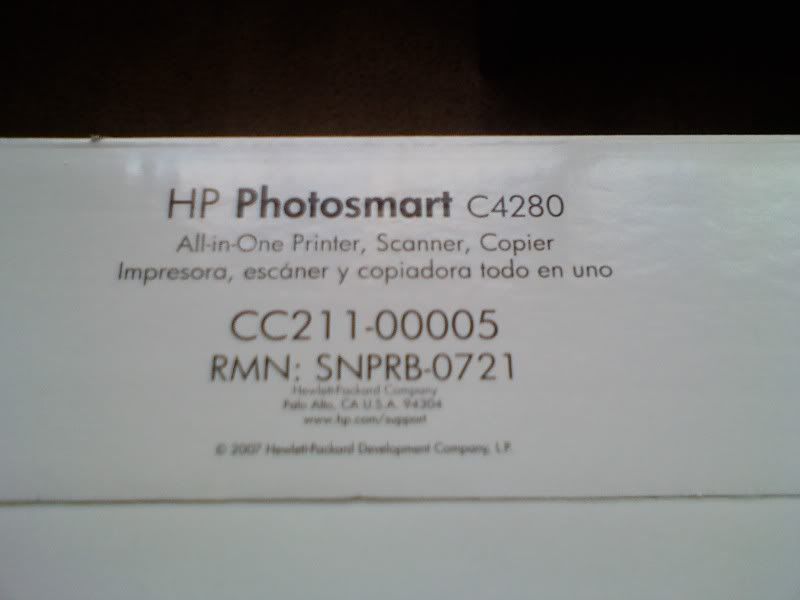 HP Photosmart C4280
All-in-One Printer, Scanner, Copier
Impresora, escáner y copiadora todo en uno
CC211-00005
RMN: SNPRB-0721
Hewlett-Packard Company
Palo Alto, CA U.S.A. 94304
www.hp.com/support
© 2007 Hewlett-Packard Development Company, L.P.